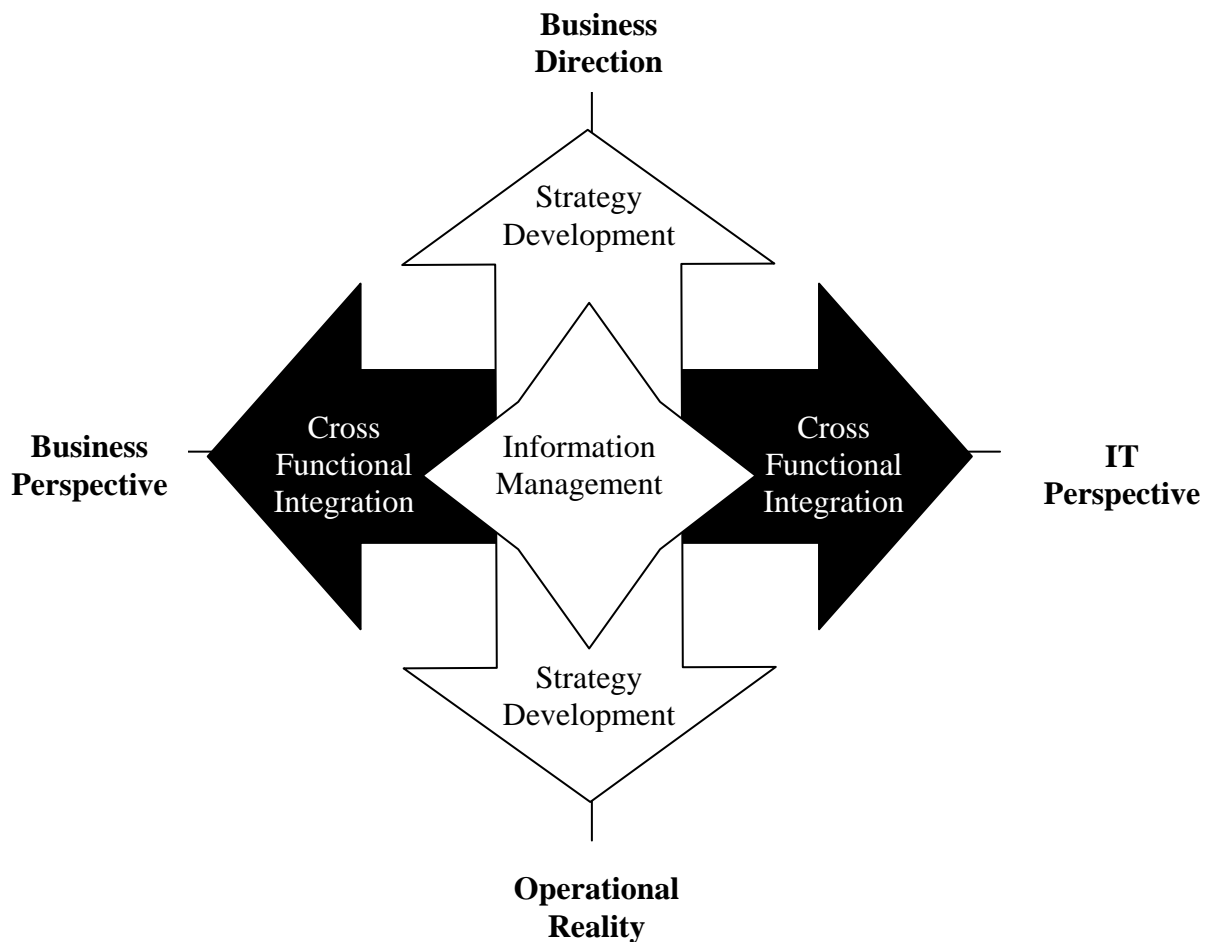 Business
Direction
Strategy
Development
Business
Perspective
Cross
Functional
Integration
Information
Management
Cross
Functional
Integration
IT
Perspective
Strategy
Development
Operational
Reality